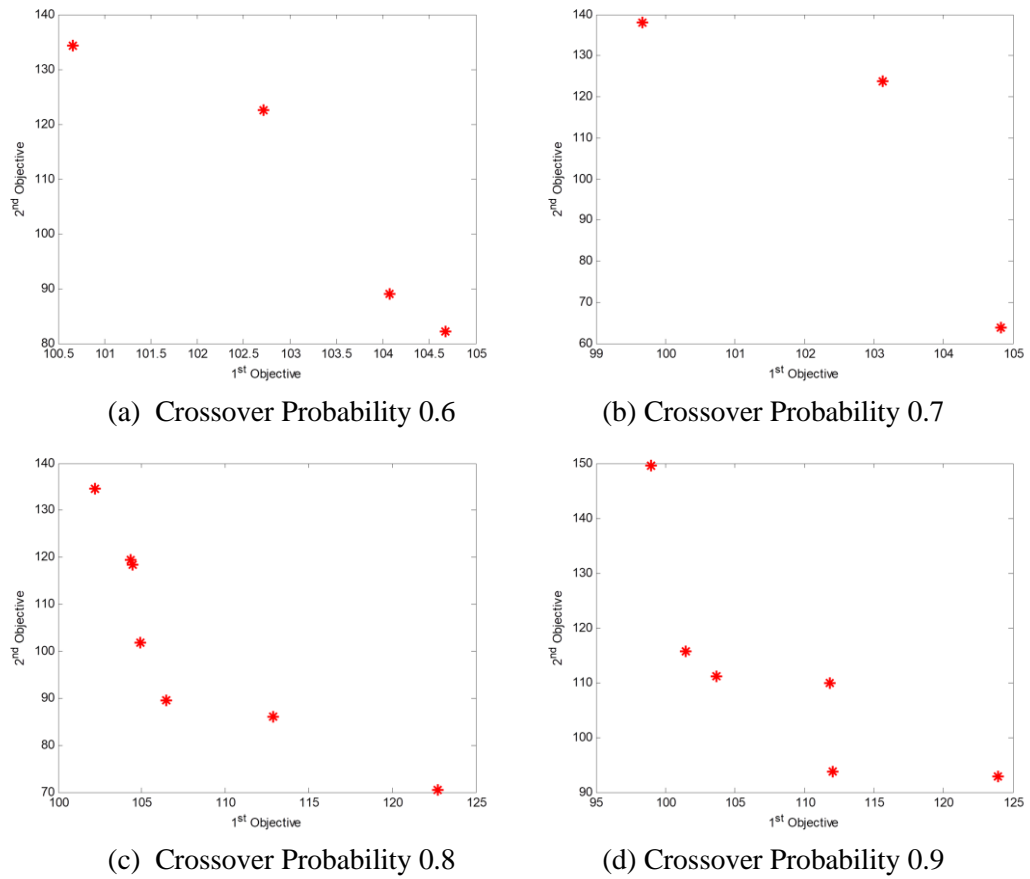 140
130
120
110
100
90
80
100.5 101 101.5 102 102.5 103 103.5 104 104.5 105
2nd Objective
1st Objective
(a) Crossover Probability 0.6
140
130
120
110
100
90
80
70
60
99 100 101 102 103 104 105
2nd Objective
1st Objective
(b) Crossover Probability 0.7
140
130
120
110
100
90
80
70
100 105 110 115 120 125
2nd Objective
1st Objective
(c) Crossover Probability 0.8
150
140
130
120
110
100
90
95 100 105 110 115 120 125
2nd Objective
1st Objective
(d) Crossover Probability 0.9